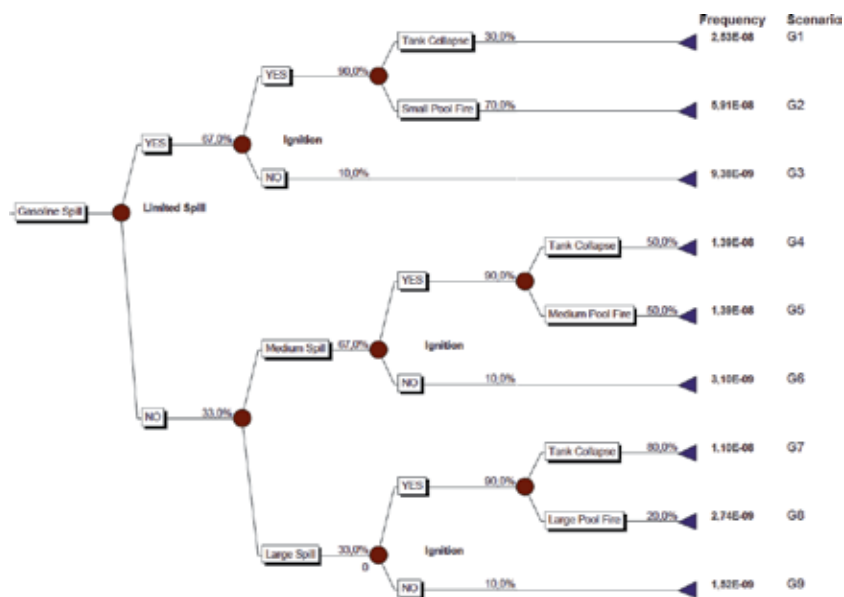 Frequency Scenario
Tank Collapse 30,0% 2,53E-08 G1
YES 90,0%
Small Pool Fire 70,0% 5,91E-08 G2
YES 67,0% Ignition
NO 10,0% 9,38E-09 G3
Gasoline Spill Limited Spill
Tank Collapse 50,0% 1,39E-08 G4
YES 90,0%
Medium Pool Fire 50,0% 1,39E-08 G5
Medium Spill 67,0% Ignition
NO 10,0% 3,10E-09 G6
NO 33,0%
Tank Collapse 80,0% 1,10E-08 G7
YES 90,0%
Large Pool Fire 20,0% 2,74E-09 G8
Large Spill 33,0% Ignition
0
NO 10,0% 1,52E-09 G9